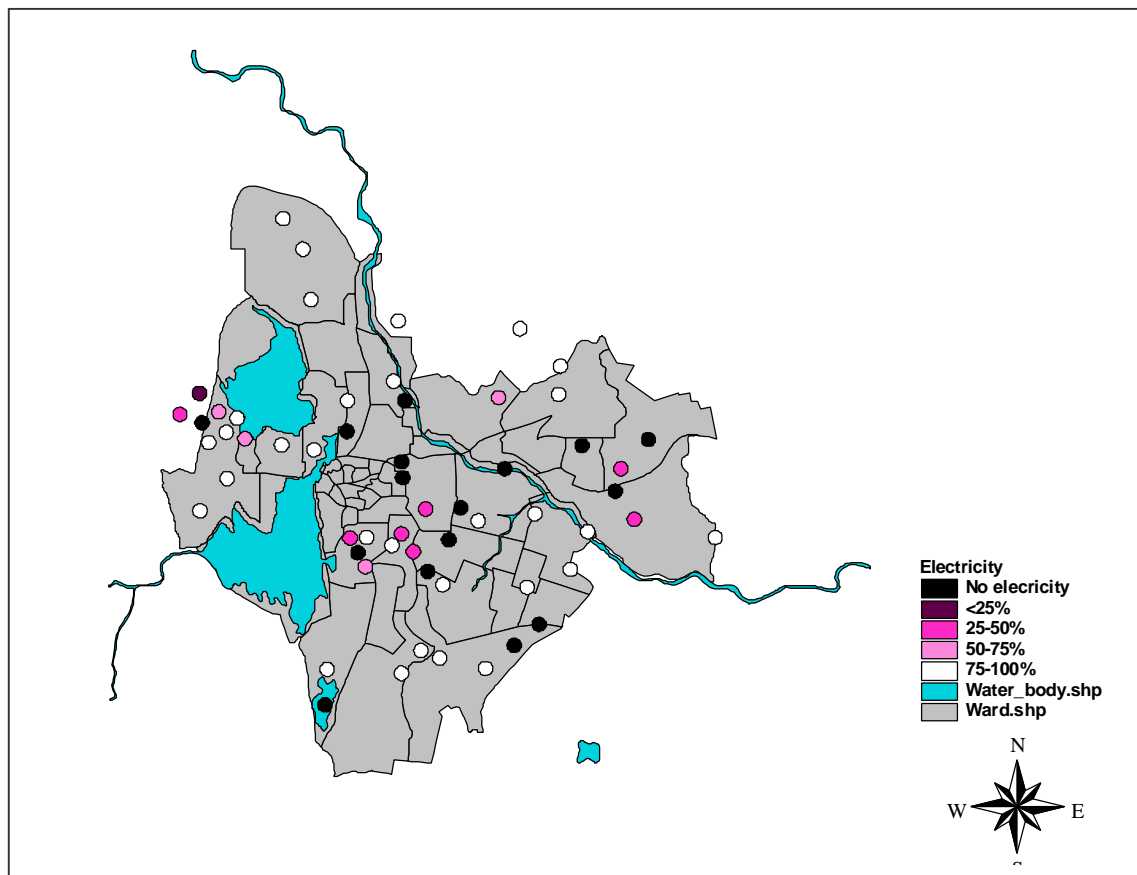 Electricity
No elecricity
<25%
25-50%
50-75%
75-100%
Water_body.shp
Ward.shp
N
W E
S